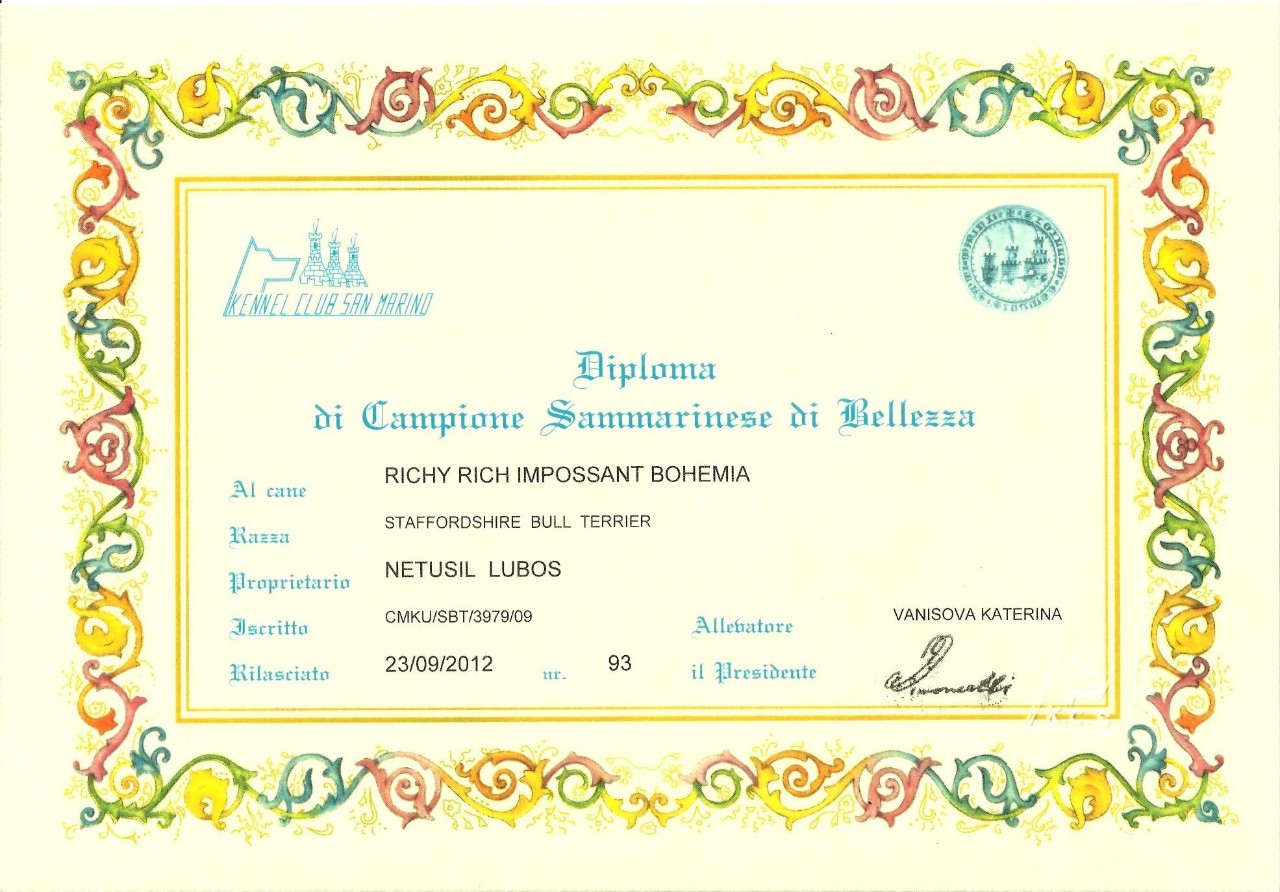 KENNEL CLUB SAN MARINO
Diploma
di Campione Sammarinese di Bellezza
Al cane RICHY RICH IMPOSSANT BOHEMIA
Razza STAFFORDSHIRE BULL TERRIER
Proprietario NETUSIL LUBOS
Iscritto CMKU/SBT/3979/09 Allevatore VANISOVA KATERINA
Rilasciato 23/09/2012 nr. 93 il Presidente